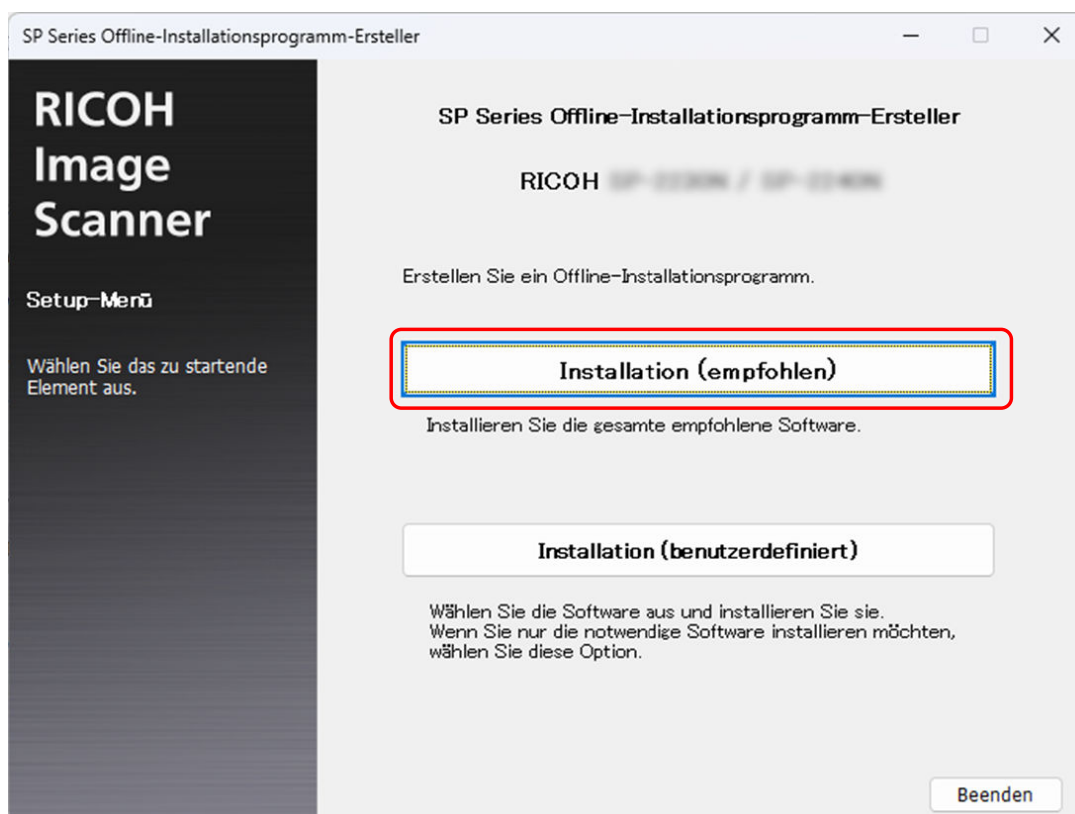 SP Series Offline-Installationsprogramm-Ersteller
RICOH
Image
Scanner
Setup-Menü
Wählen Sie das zu startende
Element aus.
SP Series Offline-Installationsprogramm-Ersteller
RICOH
Erstellen Sie ein Offline-Installationsprogramm.
Installation (empfohlen)
Installieren Sie die gesamte empfohlene Software.
Installation (benutzerdefiniert)
Wählen Sie die Software aus und installieren Sie sie.
Wenn Sie nur die notwendige Software installieren möchten,
wählen Sie diese Option.
Beenden